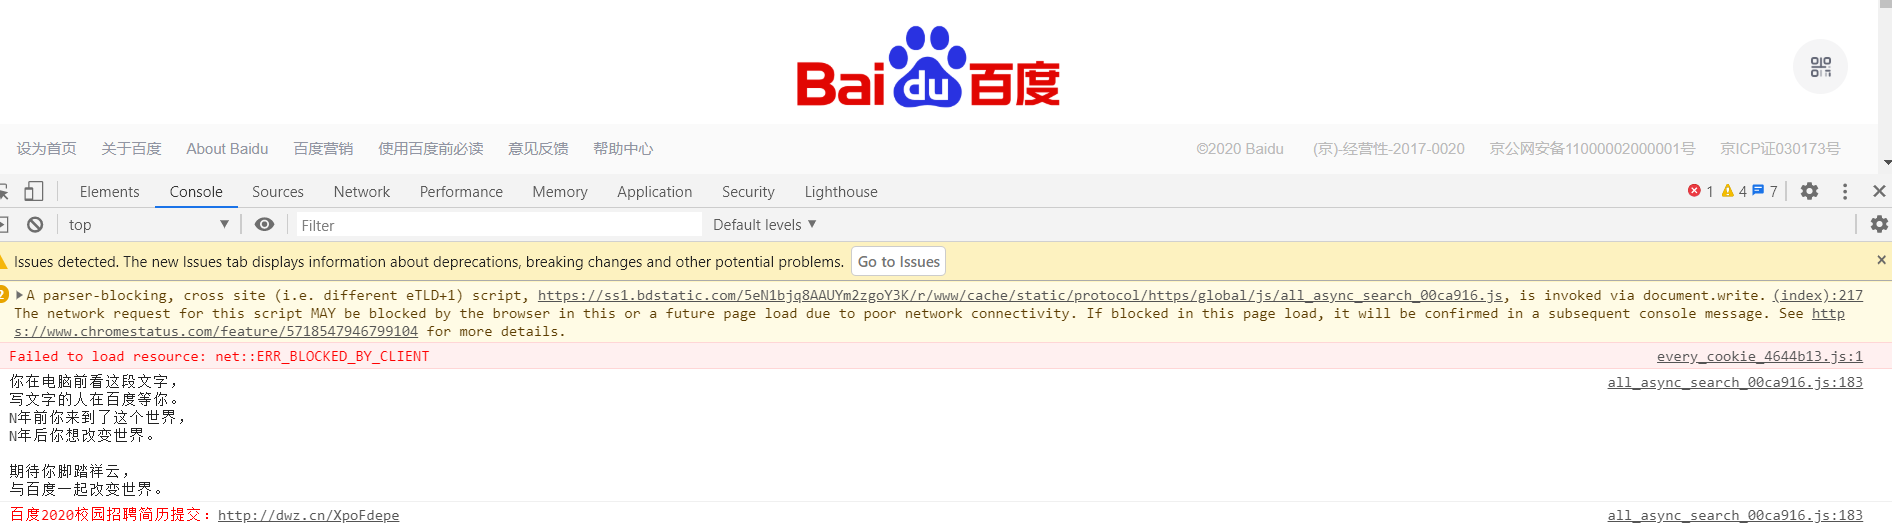 Bai du 百度
设为首页 关于百度 About Baidu 百度营销 使用百度前必读 意见反馈 帮助中心 ©2020 Baidu (京)-经营性-2017-0020 京公网安备11000002000001号 京ICP证030173号
Elements Console Sources Network Performance Memory Application Security Lighthouse 1 4 7
top Filter Default levels
Issues detected. The new Issues tab displays information about deprecations, breaking changes and other potential problems. Go to Issues
2 A parser-blocking, cross site (i.e. different eTLD+1) script, https://ss1.bdstatic.com/5eN1bjq8AAUYm2zgoY3K/r/www/cache/static/protocol/https/global/js/all_async_search_00ca916.js, is invoked via document.write. (index):217
The network request for this script MAY be blocked by the browser in this or a future page load due to poor network connectivity. If blocked in this page load, it will be confirmed in a subsequent console message. See http
s://www.chromestatus.com/feature/5718547946799104 for more details.
Failed to load resource: net::ERR_BLOCKED_BY_CLIENT every_cookie_4644b13.js:1
你在电脑前看这段文字， all_async_search_00ca916.js:183
写文字的人在百度等你。
N年前你来到了这个世界，
N年后你想改变世界。
期待你脚踏祥云，
与百度一起改变世界。
百度2020校园招聘简历提交：http://dwz.cn/XpoFdepe all_async_search_00ca916.js:183